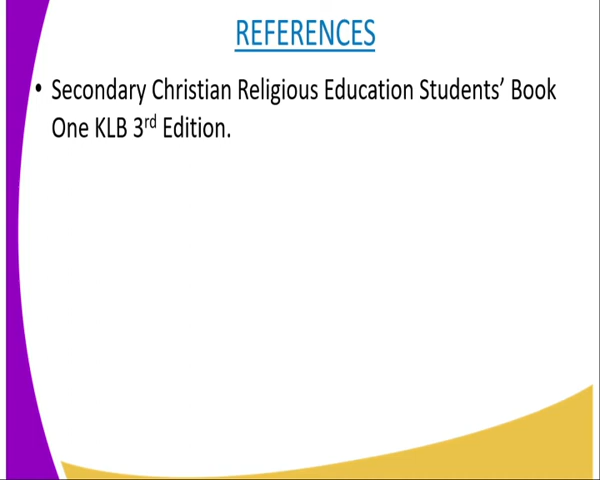 REFERENCES
• Secondary Christian Religious Education Students’ Book
One KLB 3rd Edition.